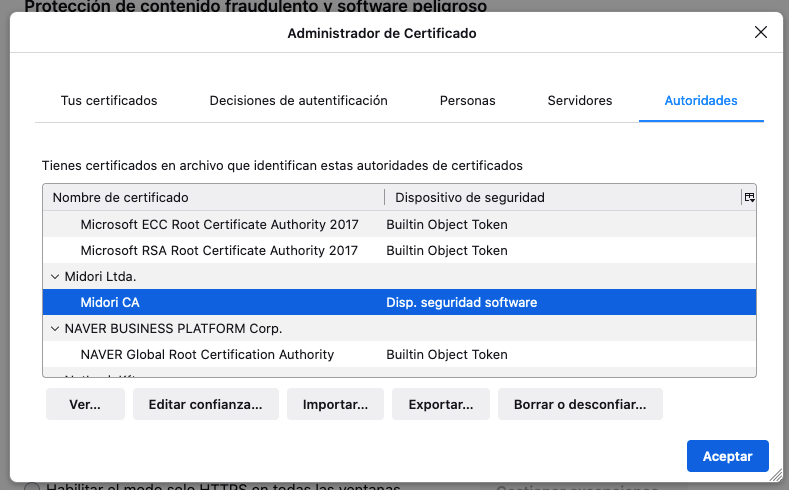 Protección de contenido fraudulento y software peligroso
Administrador de Certificado
Tus certificados
Decisiones de autentificación
Personas
Servidores
Autoridades
Tienes certificados en archivo que identifican estas autoridades de certificados
Nombre de certificado Dispositivo de seguridad
Microsoft ECC Root Certificate Authority 2017 Builtin Object Token
Microsoft RSA Root Certificate Authority 2017 Builtin Object Token
Midori Ltda.
Midori CA Disp. seguridad software
NAVER BUSINESS PLATFORM Corp.
NAVER Global Root Certification Authority Builtin Object Token
Ver...
Editar confianza...
Importar...
Exportar...
Borrar o desconfiar...
Aceptar
Habilitar el modo solo HTTPS en todas las ventanas